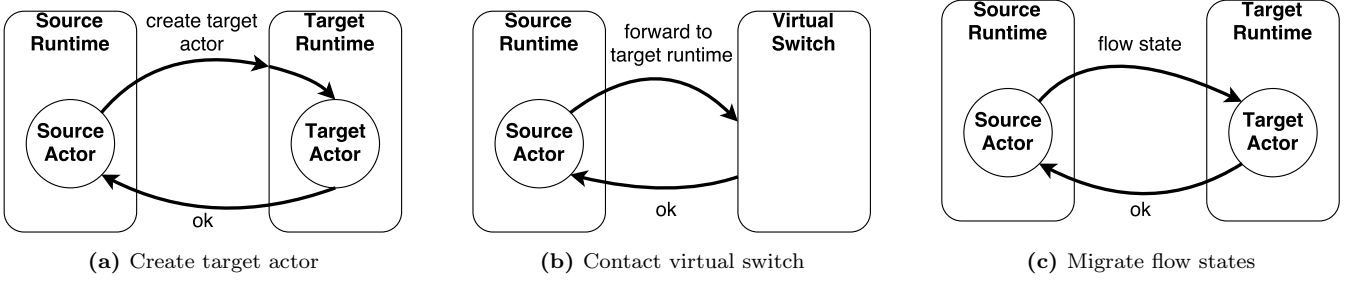 Source
Runtime
create target
actor
Target
Runtime
Source
Actor
Target
Actor
ok
(a) Create target actor
Source
Runtime
forward to
target runtime
Virtual
Switch
Source
Actor
ok
(b) Contact virtual switch
Source
Runtime
flow state
Target
Runtime
Source
Actor
Target
Actor
ok
(c) Migrate flow states